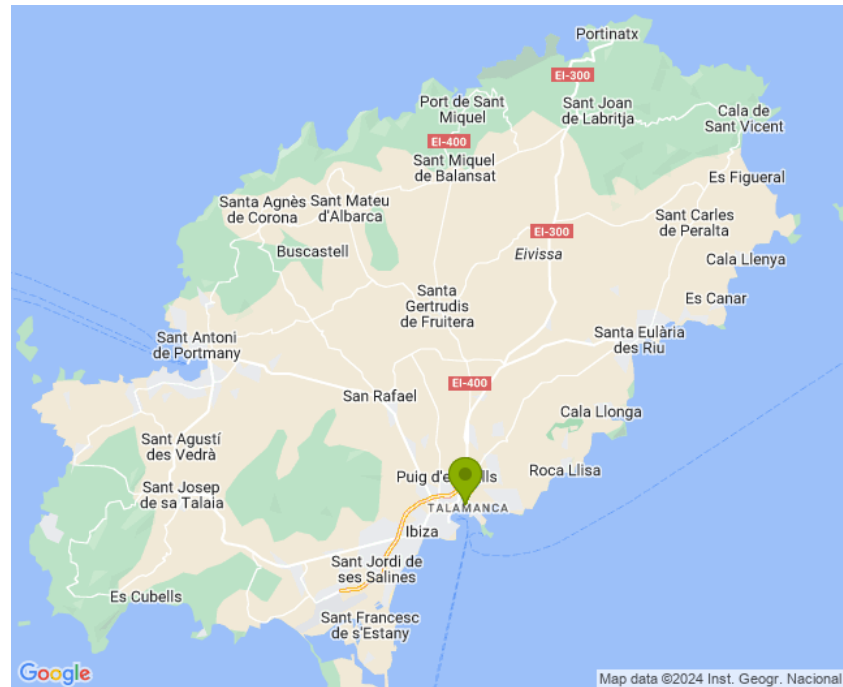 Portinatx
EI-300
Port de Sant
Miquel
Sant Joan
de Labritja
Cala de
Sant Vicent
EI-400
Sant Miquel
de Balansat
Es Figueral
Santa Agnès
de Corona
Sant Mateu
d'Albarca
Sant Carles
de Peralta
EI-300
Buscastell
Eivissa
Cala Llenya
Santa
Gertrudis
de Fruitera
Es Canar
Sant Antoni
de Portmany
Santa Eulària
des Riu
EI-400
San Rafael
Cala Llonga
Sant Agustí
des Vedrà
Roca Llisa
Sant Josep
de sa Talaia
TALAMANCA
Ibiza
Sant Jordi de
ses Salines
Es Cubells
Sant Francesc
de s'Estany
Google
Map data ©2024 Inst. Geogr. Nacional